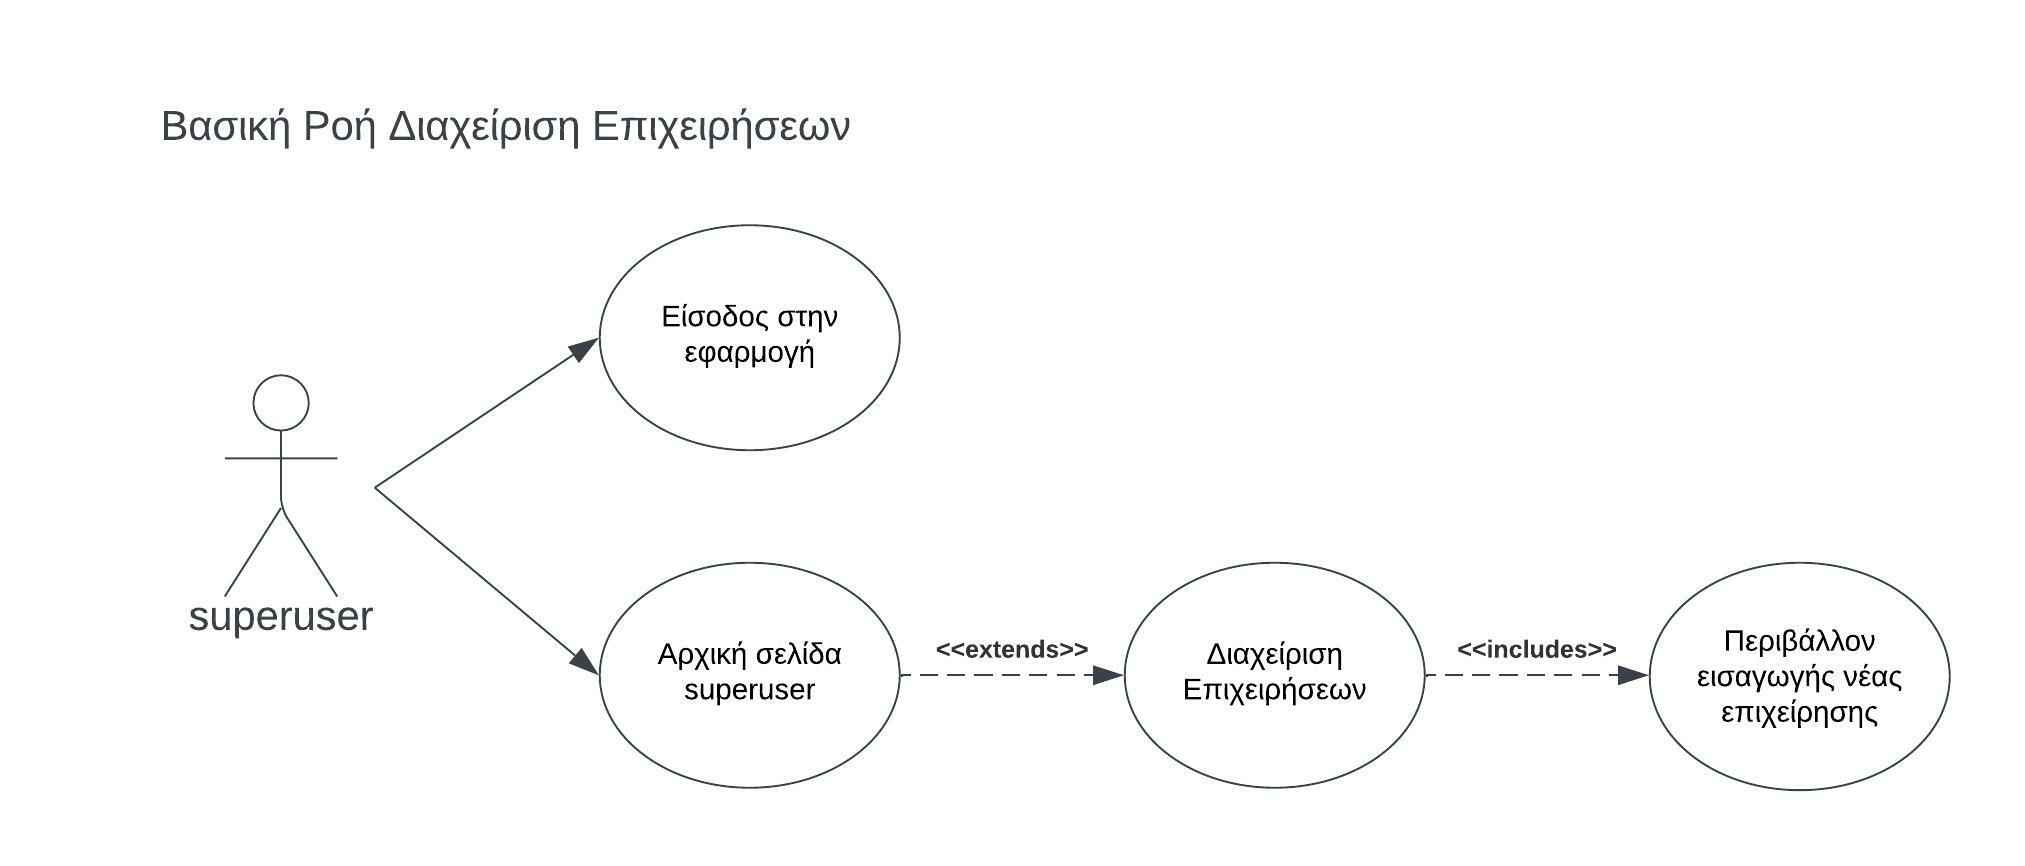 Βασική Ροή Διαχείριση Επιχειρήσεων
Είσοδος στην
εφαρμογή
superuser
Αρχική σελίδα
superuser
<<extends>>
Διαχείριση
Επιχειρήσεων
<<includes>>
Περιβάλλον
εισαγωγής νέας
επιχείρησης